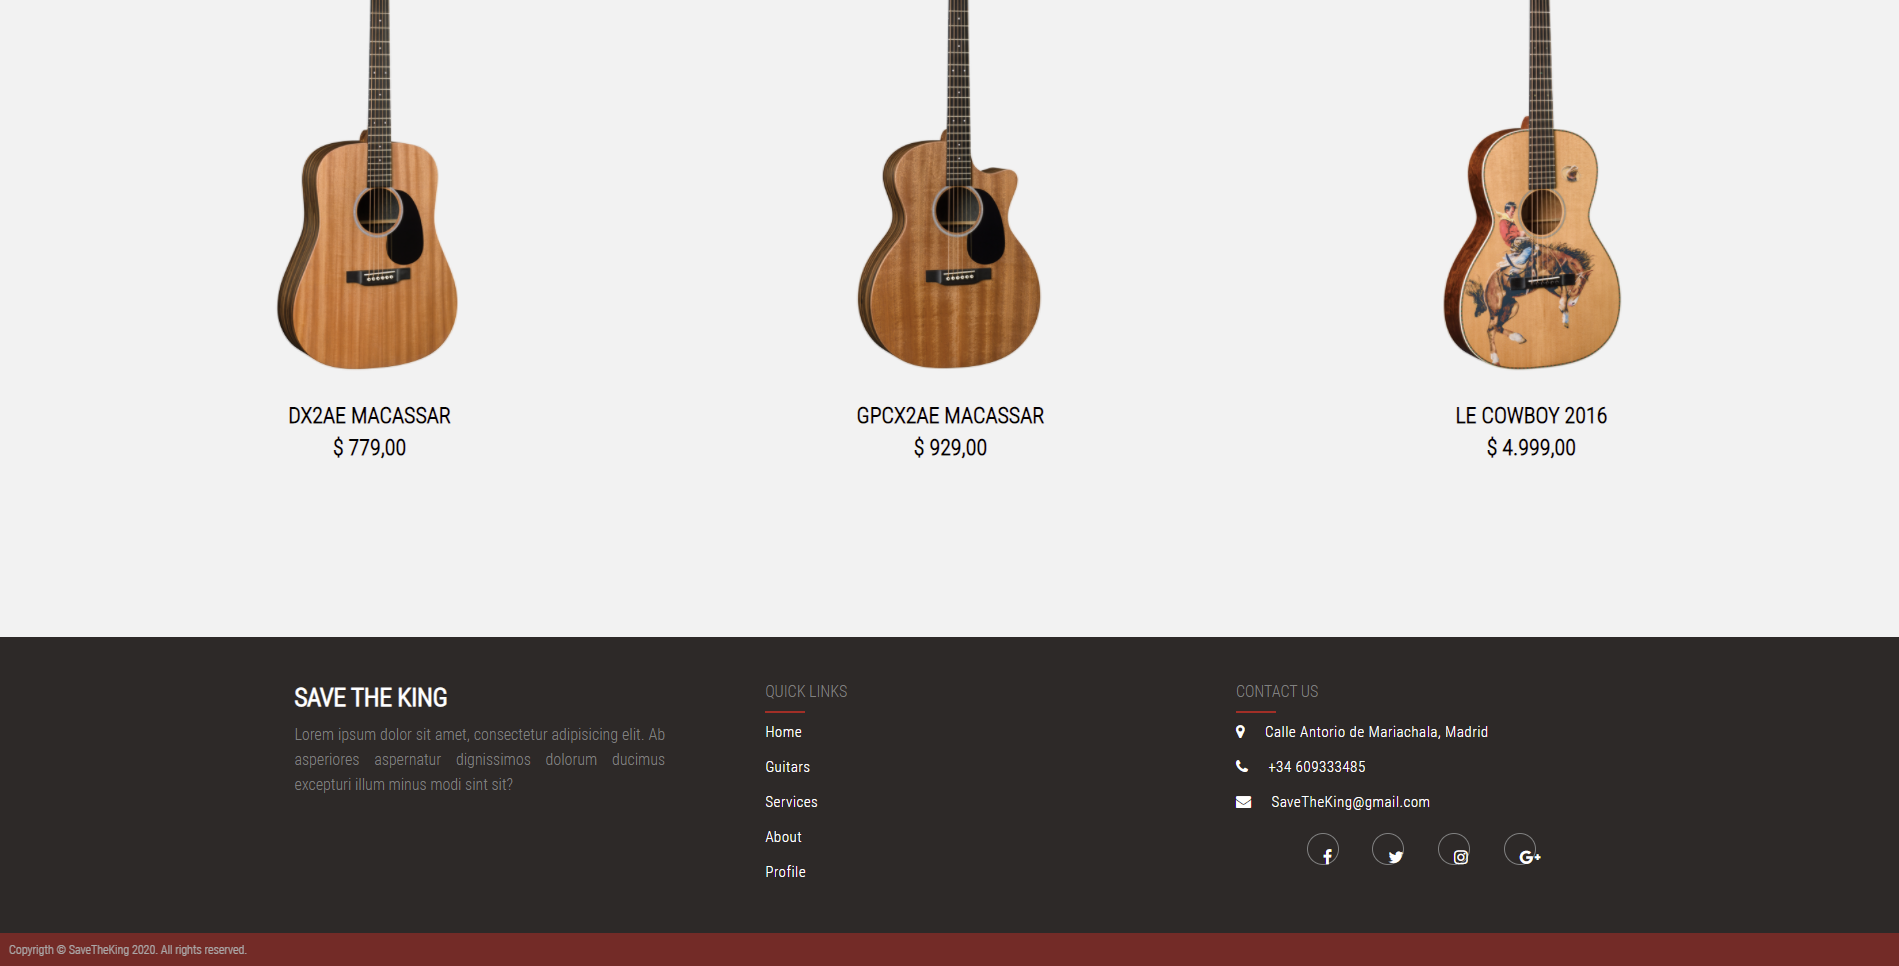 DX2AE MACASSAR
$ 779,00
GPCX2AE MACASSAR
$ 929,00
LE COWBOY 2016
$ 4.999,00
SAVE THE KING
Lorem ipsum dolor sit amet, consectetur adipisicing elit. Ab
asperiores aspernatur dignissimos dolorum ducimus
excepturi illum minus modi sint sit?
QUICK LINKS
Home
Guitars
Services
About
Profile
CONTACT US
Calle Antorio de Mariachala, Madrid
+34 609333485
SaveTheKing@gmail.com
Copyrigth © SaveTheKing 2020. All rights reserved.